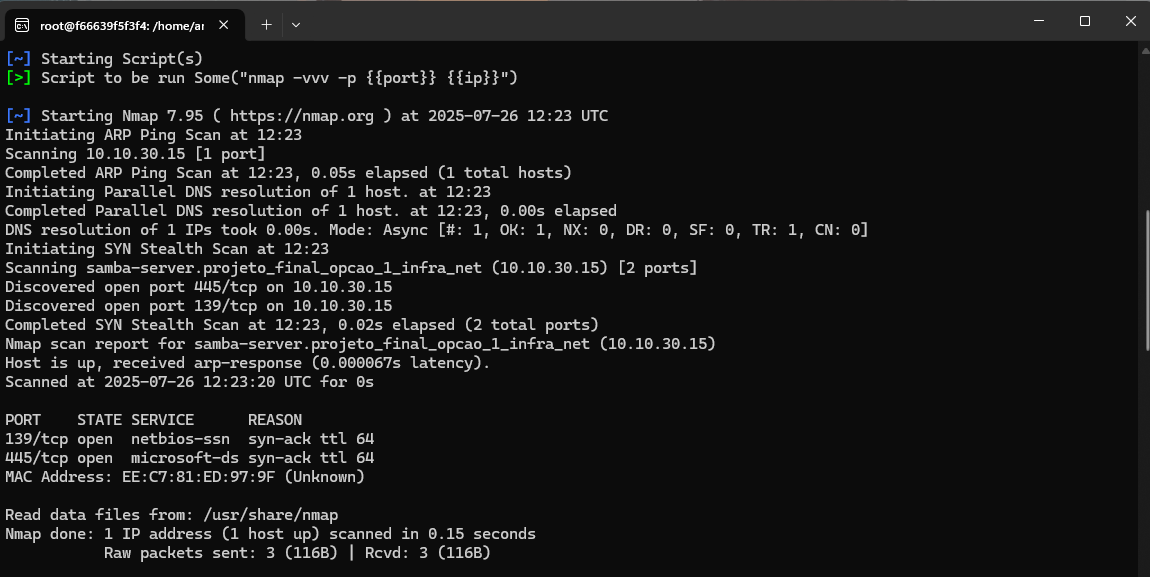 root@f66639f5f3f4: /home/ar
[~] Starting Script(s)
[>] Script to be run Some("nmap -vvv -p {{port}} {{ip}}")
[~] Starting Nmap 7.95 ( https://nmap.org ) at 2025-07-26 12:23 UTC
Initiating ARP Ping Scan at 12:23
Scanning 10.10.30.15 [1 port]
Completed ARP Ping Scan at 12:23, 0.05s elapsed (1 total hosts)
Initiating Parallel DNS resolution of 1 host. at 12:23
Completed Parallel DNS resolution of 1 host. at 12:23, 0.00s elapsed
DNS resolution of 1 IPs took 0.00s. Mode: Async [#: 1, OK: 1, NX: 0, DR: 0, SF: 0, TR: 1, CN: 0]
Initiating SYN Stealth Scan at 12:23
Scanning samba-server.projeto_final_opcao_1_infra_net (10.10.30.15) [2 ports]
Discovered open port 445/tcp on 10.10.30.15
Discovered open port 139/tcp on 10.10.30.15
Completed SYN Stealth Scan at 12:23, 0.02s elapsed (2 total ports)
Nmap scan report for samba-server.projeto_final_opcao_1_infra_net (10.10.30.15)
Host is up, received arp-response (0.000067s latency).
Scanned at 2025-07-26 12:23:20 UTC for 0s
PORT    STATE SERVICE      REASON
139/tcp open  netbios-ssn  syn-ack ttl 64
445/tcp open  microsoft-ds syn-ack ttl 64
MAC Address: EE:C7:81:ED:97:9F (Unknown)
Read data files from: /usr/share/nmap
Nmap done: 1 IP address (1 host up) scanned in 0.15 seconds
Raw packets sent: 3 (116B) | Rcvd: 3 (116B)